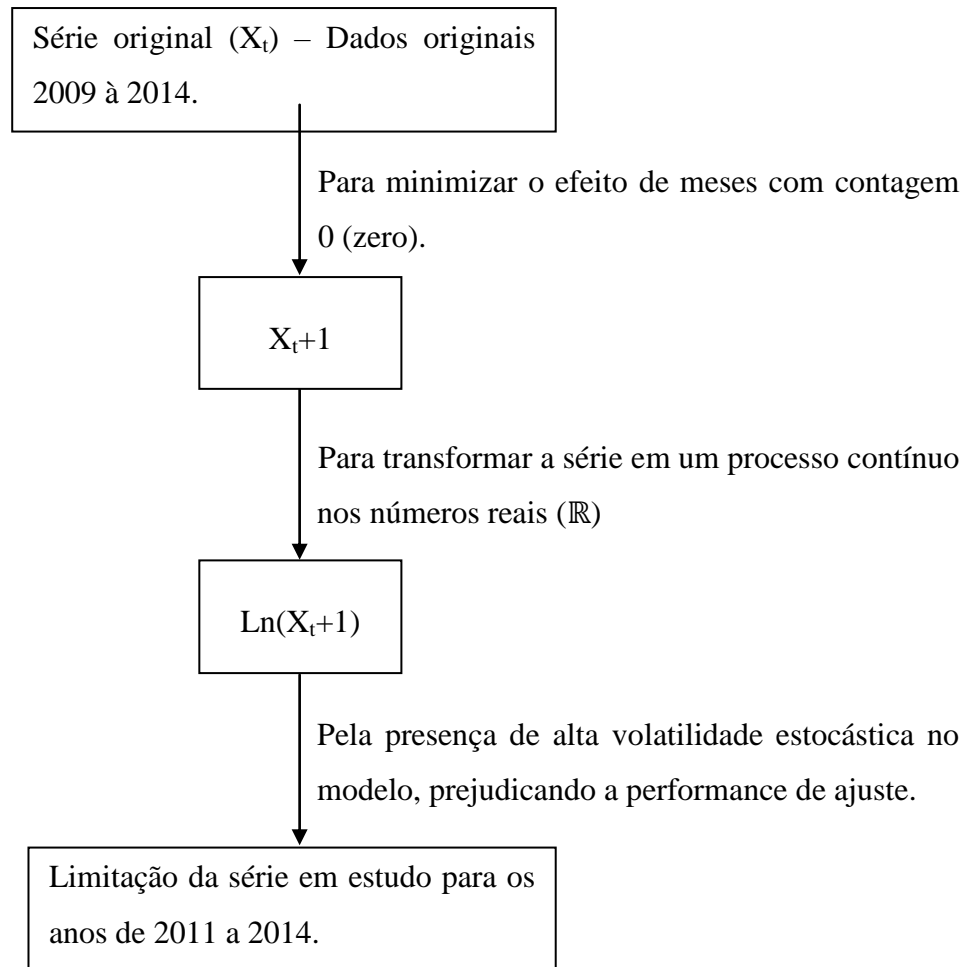 Série original (Xₜ) – Dados originais
2009 à 2014.
Para minimizar o efeito de meses com contagem
0 (zero).
Xₜ+1
Para transformar a série em um processo contínuo
nos números reais (ℝ)
Ln(Xₜ+1)
Pela presença de alta volatilidade estocástica no
modelo, prejudicando a performance de ajuste.
Limitação da série em estudo para os
anos de 2011 a 2014.